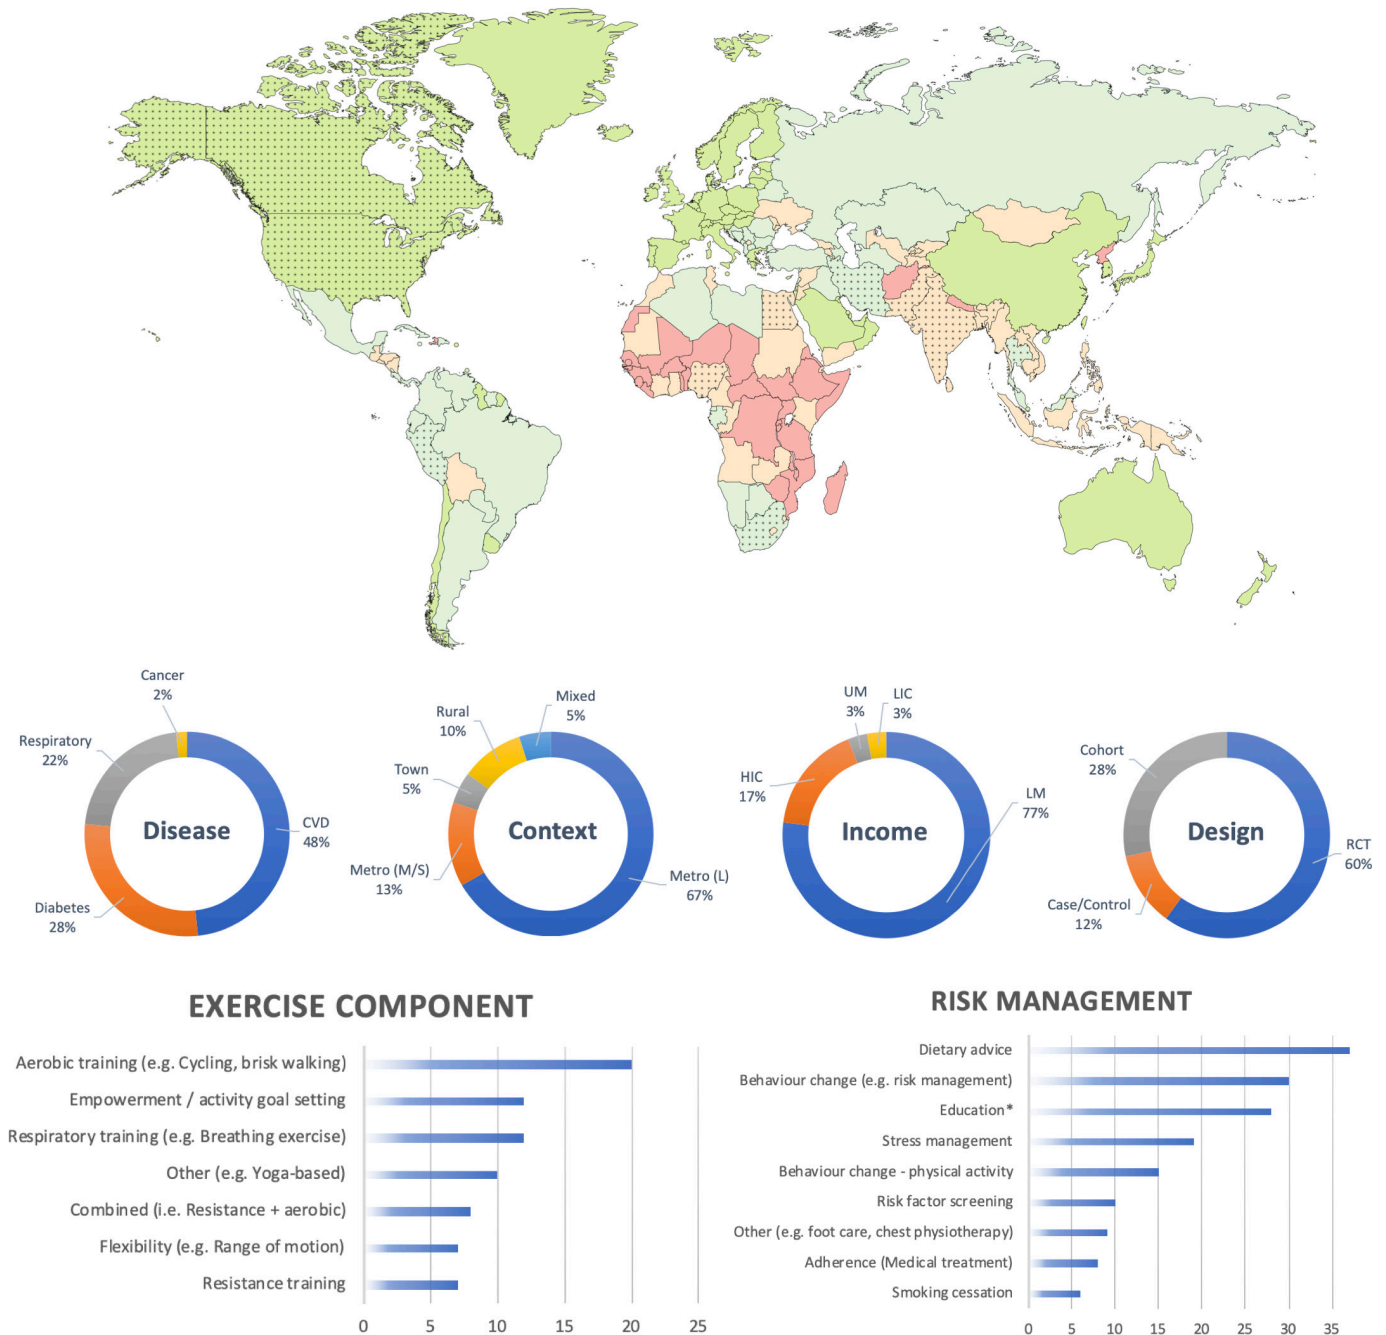 Cancer
2%
Respiratory
22%
Disease
CVD
48%
Diabetes
28%
Mixed
5%
Rural
10%
Town
5%
Context
Metro (M/S)
13%
Metro (L)
67%
UM
3%
LIC
3%
HIC
17%
LM
77%
Income
Cohort
28%
Design
RCT
60%
Case/Control
12%
EXERCISE COMPONENT
Aerobic training (e.g. Cycling, brisk walking)
Empowerment / activity goal setting
Respiratory training (e.g. Breathing exercise)
Other (e.g. Yoga-based)
Combined (i.e. Resistance + aerobic)
Flexibility (e.g. Range of motion)
Resistance training
0 5 10 15 20 25
RISK MANAGEMENT
Dietary advice
Behaviour change (e.g. risk management)
Education*
Stress management
Behaviour change - physical activity
Risk factor screening
Other (e.g. foot care, chest physiotherapy)
Adherence (Medical treatment)
Smoking cessation
0 5 10 15 20 25 30 35